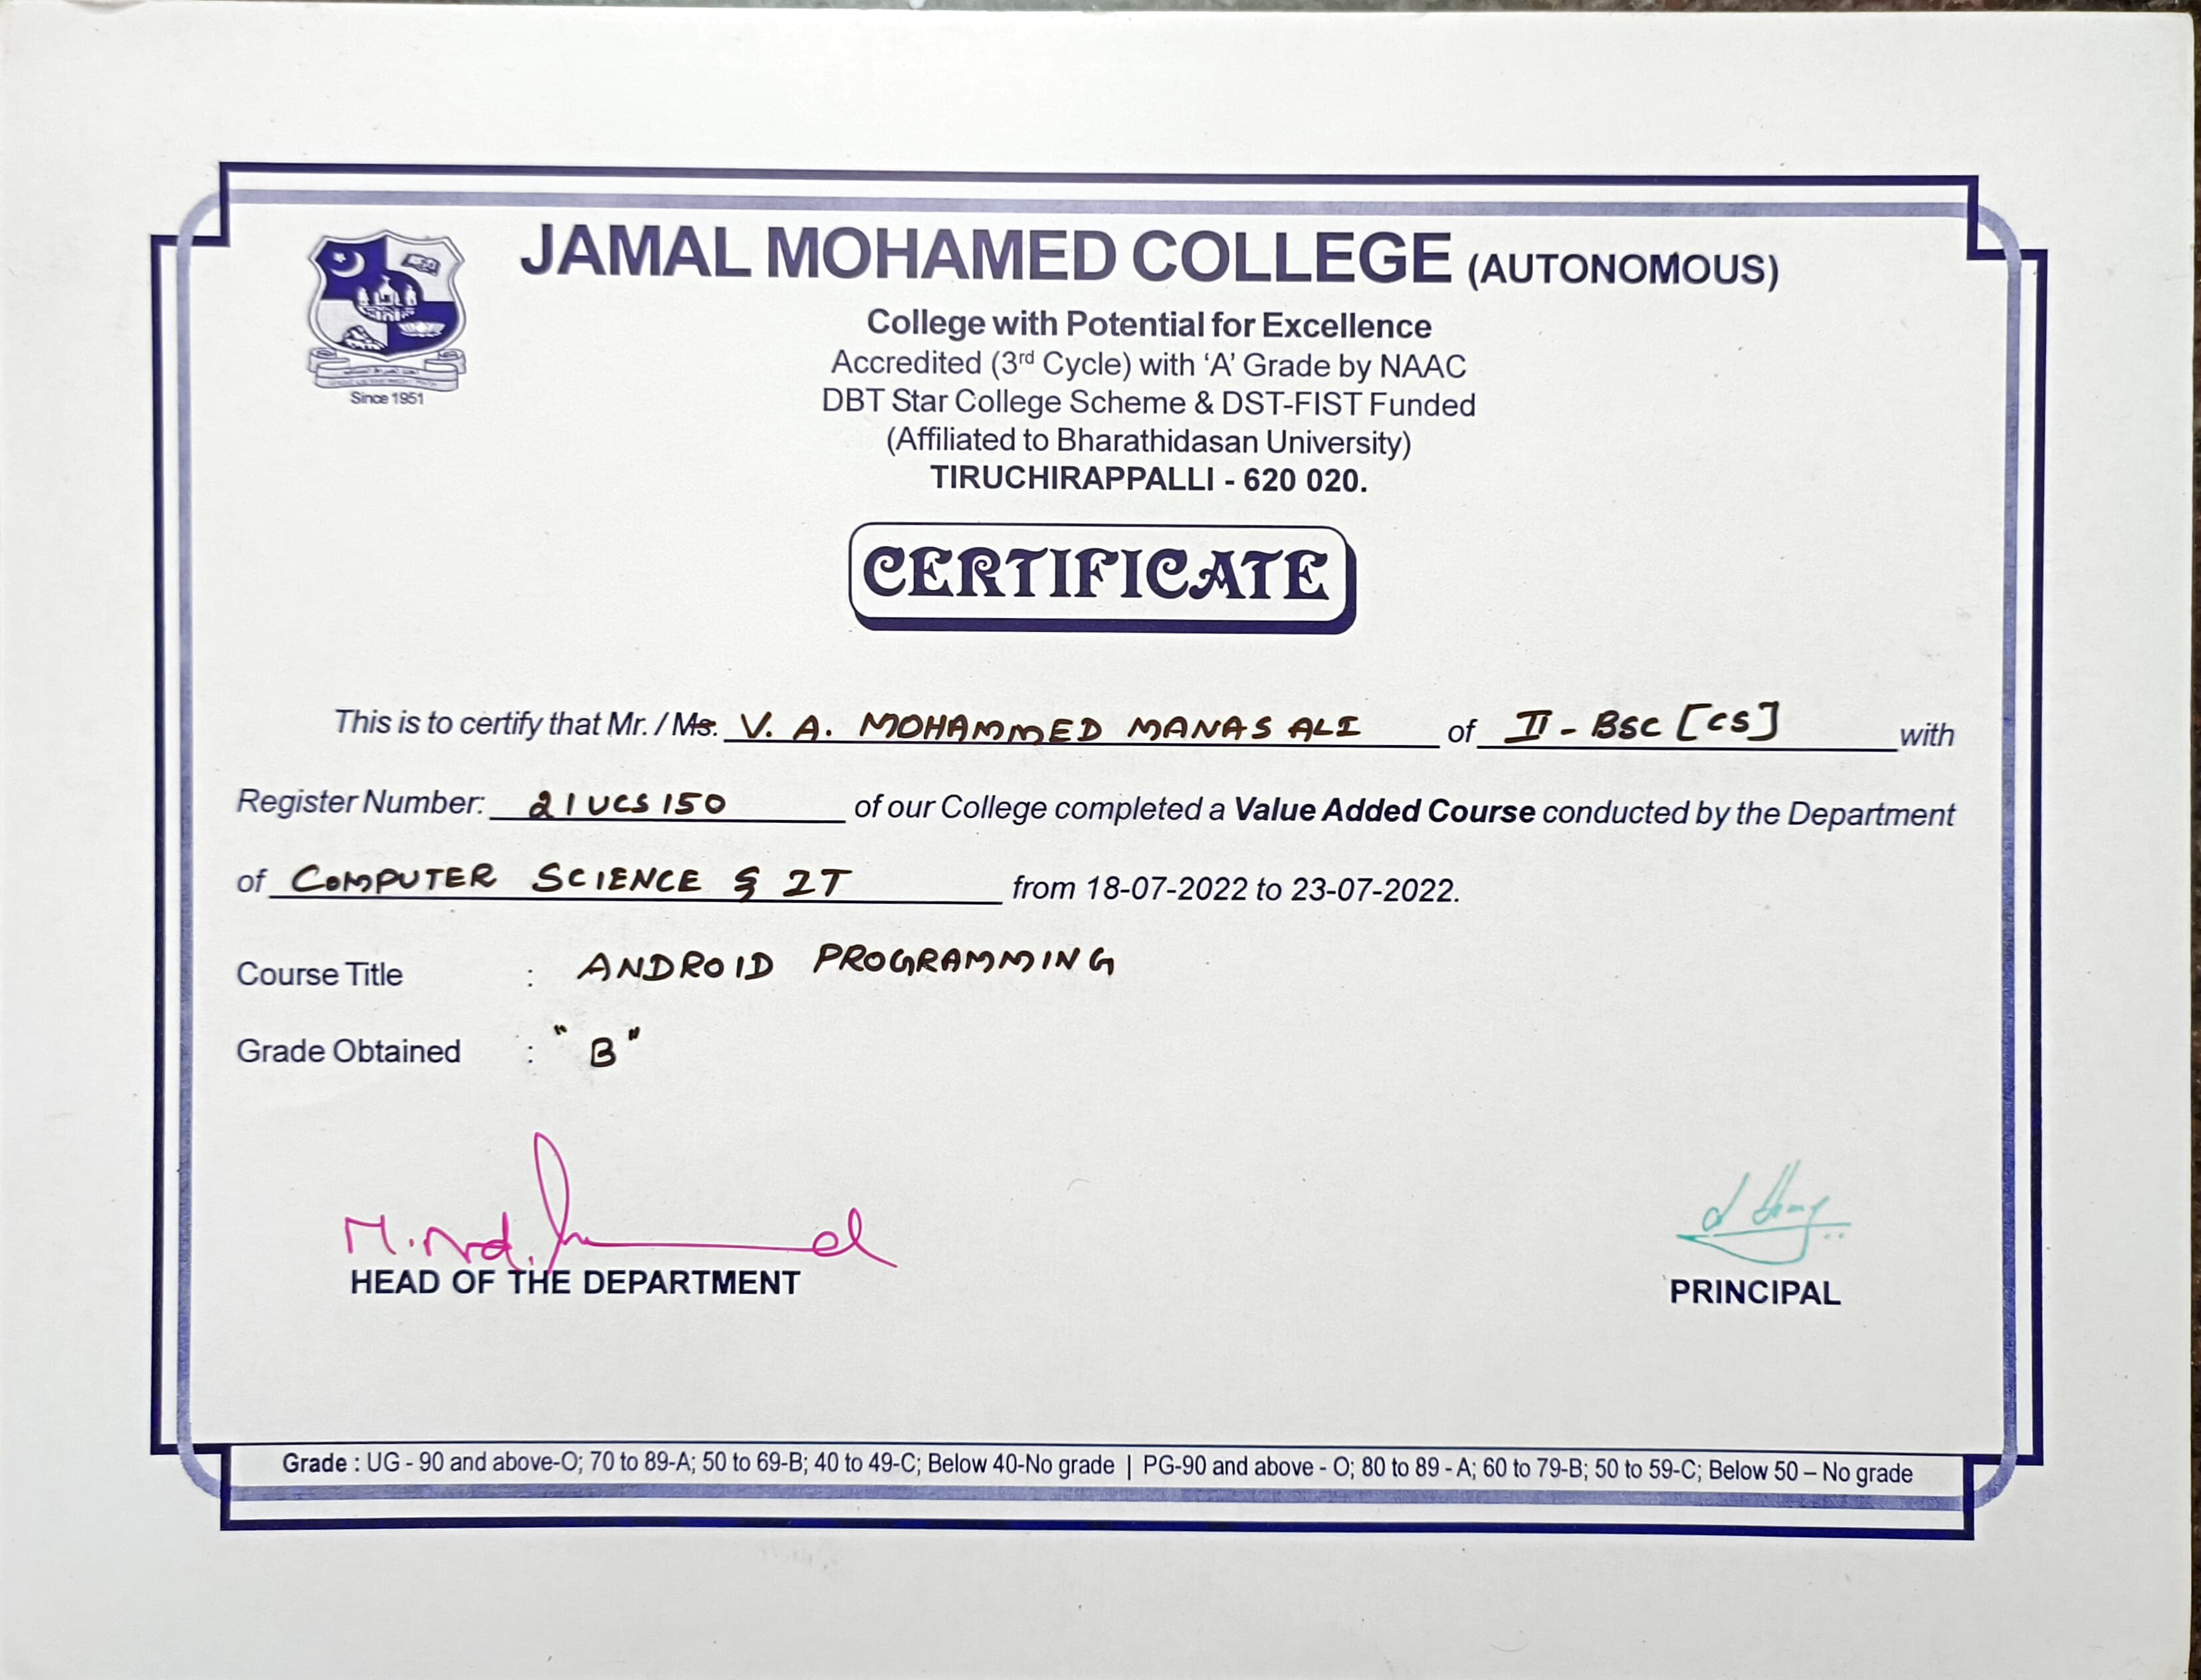 JAMAL MOHAMED COLLEGE (AUTONOMOUS)
College with Potential for Excellence
Accredited (3rd Cycle) with ‘A’ Grade by NAAC
DBT Star College Scheme & DST-FIST Funded
(Affiliated to Bharathidasan University)
TIRUCHIRAPPALLI - 620 020.
Since 1951
CERTIFICATE
This is to certify that Mr. / Ms. V. A. MOHAMMED MANAS ALI of II - BSC [CS] with
Register Number: 21UCS150 of our College completed a Value Added Course conducted by the Department
of COMPUTER SCIENCE & IT from 18-07-2022 to 23-07-2022.
Course Title : ANDROID PROGRAMMING
Grade Obtained : "B"
HEAD OF THE DEPARTMENT
PRINCIPAL
Grade : UG - 90 and above-O; 70 to 89-A; 50 to 69-B; 40 to 49-C; Below 40-No grade | PG-90 and above - O; 80 to 89 - A; 60 to 79-B; 50 to 59-C; Below 50 – No grade